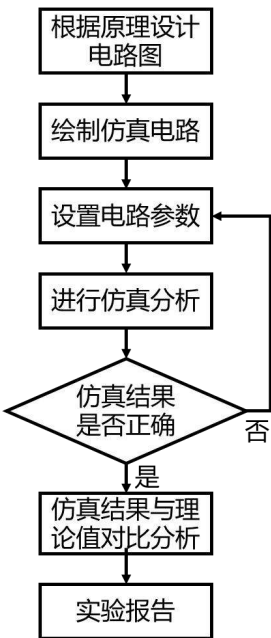 根据原理设计
电路图
绘制仿真电路
设置电路参数
进行仿真分析
仿真结果
是否正确
否
是
仿真结果与理
论值对比分析
实验报告